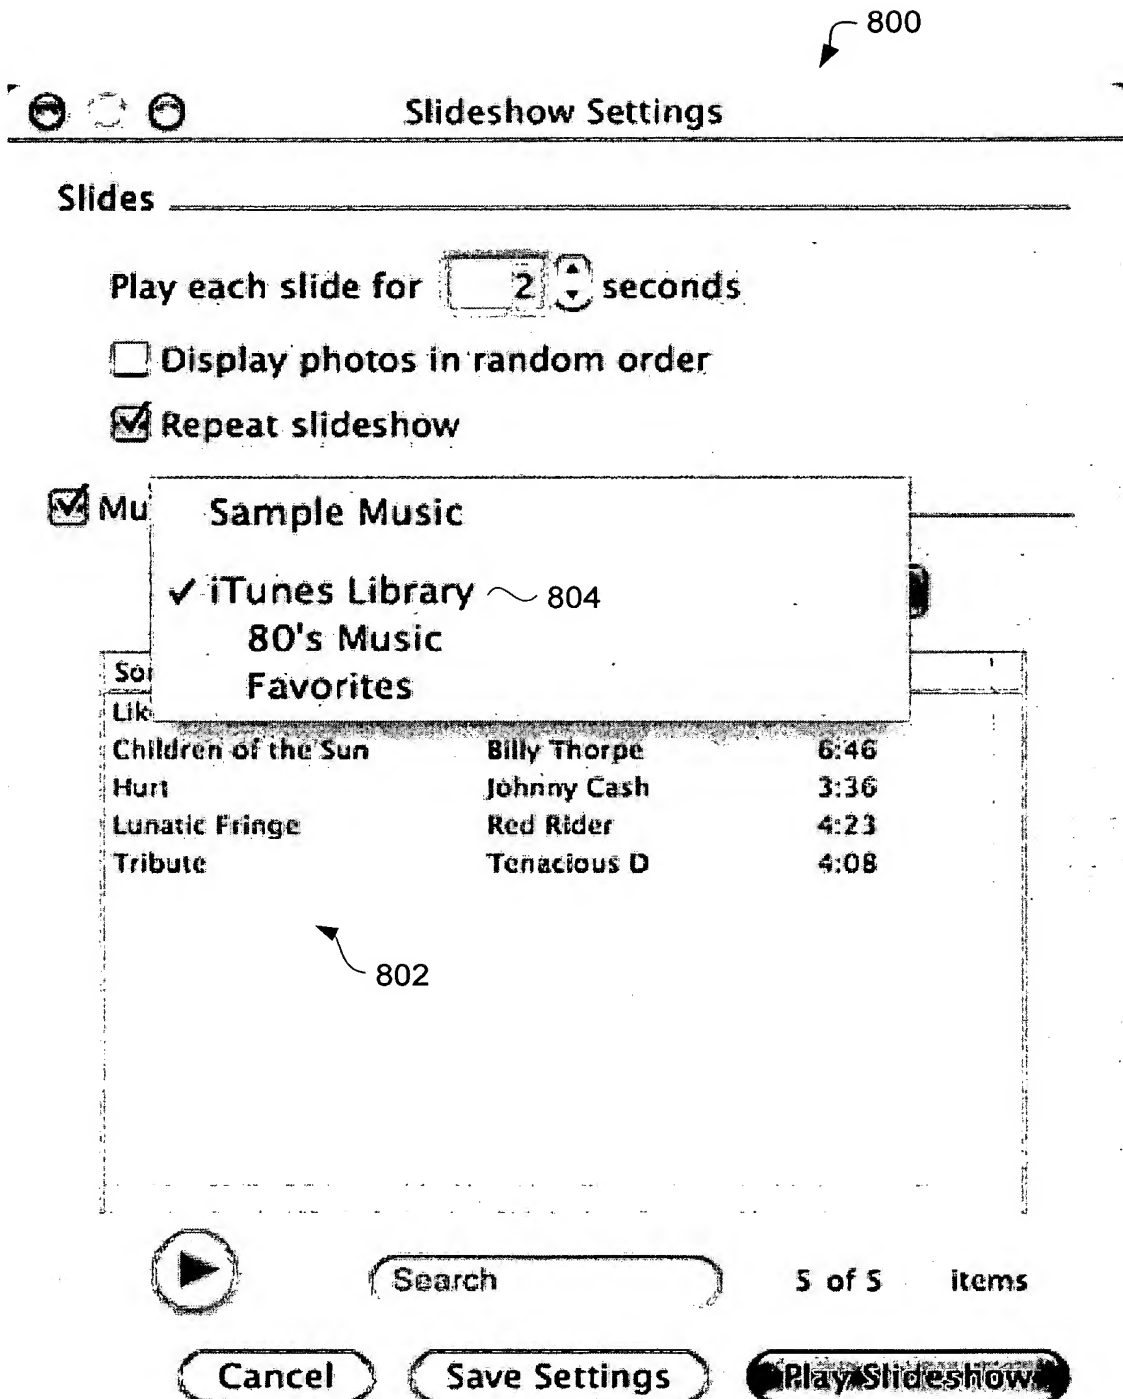 800
Slideshow Settings
Slides
Play each slide for 2 seconds
Display photos in random order
Repeat slideshow
Mu
Sample Music
✓ iTunes Library 804
80's Music
Favorites
So
Lik
Children of the Sun Billy Thorpe 6:46
Hurt Johnny Cash 3:36
Lunatic Fringe Red Rider 4:23
Tribute Tenacious D 4:08
802
Search 5 of 5 items
Cancel Save Settings Play Slideshow